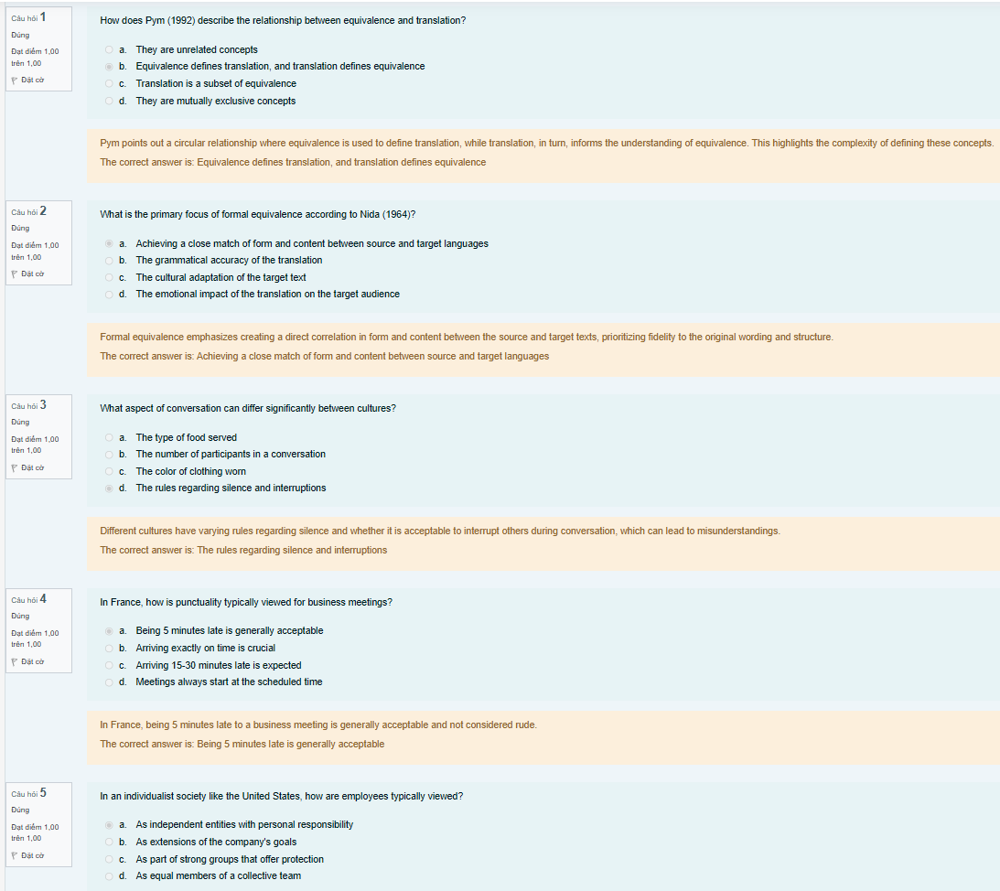 Câu hỏi 1
Đúng
Đạt điểm 1,00
trên 1,00
Đặt cờ
How does Pym (1992) describe the relationship between equivalence and translation?
a. They are unrelated concepts
b. Equivalence defines translation, and translation defines equivalence
c. Translation is a subset of equivalence
d. They are mutually exclusive concepts
Pym points out a circular relationship where equivalence is used to define translation, while translation, in turn, informs the understanding of equivalence. This highlights the complexity of defining these concepts.
The correct answer is: Equivalence defines translation, and translation defines equivalence
Câu hỏi 2
Đúng
Đạt điểm 1,00
trên 1,00
Đặt cờ
What is the primary focus of formal equivalence according to Nida (1964)?
a. Achieving a close match of form and content between source and target languages
b. The grammatical accuracy of the translation
c. The cultural adaptation of the target text
d. The emotional impact of the translation on the target audience
Formal equivalence emphasizes creating a direct correlation in form and content between the source and target texts, prioritizing fidelity to the original wording and structure.
The correct answer is: Achieving a close match of form and content between source and target languages
Câu hỏi 3
Đúng
Đạt điểm 1,00
trên 1,00
Đặt cờ
What aspect of conversation can differ significantly between cultures?
a. The type of food served
b. The number of participants in a conversation
c. The color of clothing worn
d. The rules regarding silence and interruptions
Different cultures have varying rules regarding silence and whether it is acceptable to interrupt others during conversation, which can lead to misunderstandings.
The correct answer is: The rules regarding silence and interruptions
Câu hỏi 4
Đúng
Đạt điểm 1,00
trên 1,00
Đặt cờ
In France, how is punctuality typically viewed for business meetings?
a. Being 5 minutes late is generally acceptable
b. Arriving exactly on time is crucial
c. Arriving 15-30 minutes late is expected
d. Meetings always start at the scheduled time
In France, being 5 minutes late to a business meeting is generally acceptable and not considered rude.
The correct answer is: Being 5 minutes late is generally acceptable
Câu hỏi 5
Đúng
Đạt điểm 1,00
trên 1,00
Đặt cờ
In an individualist society like the United States, how are employees typically viewed?
a. As independent entities with personal responsibility
b. As extensions of the company's goals
c. As part of strong groups that offer protection
d. As equal members of a collective team